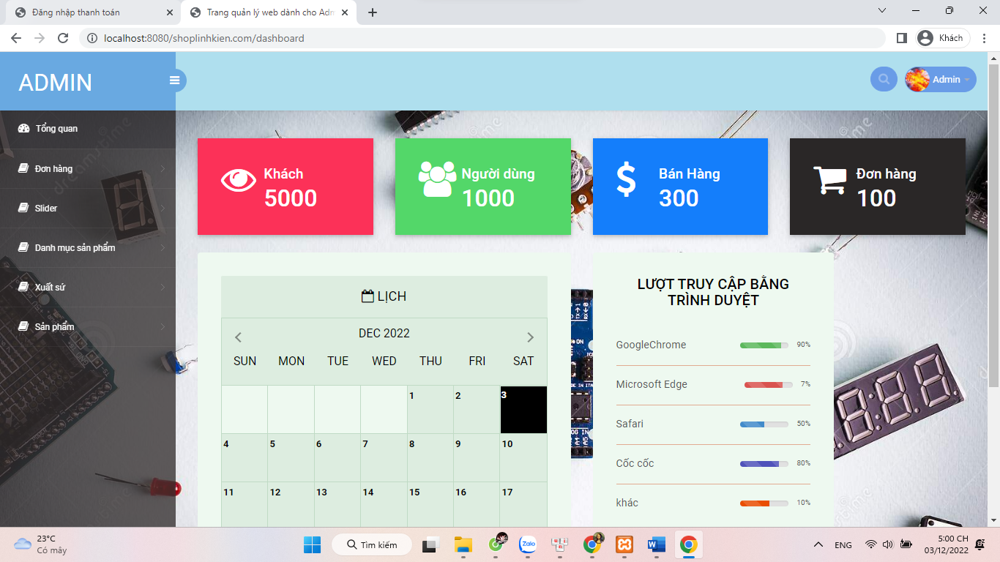 Đăng nhập thanh toán
Trang quản lý web dành cho Adm
localhost:8080/shoplinhkien.com/dashboard
Khách
ADMIN
Admin
Tổng quan
Đơn hàng
Slider
Danh mục sản phẩm
Xuất sứ
Sản phẩm
Khách
5000
Người dùng
1000
Bán Hàng
300
Đơn hàng
100
LỊCH
DEC 2022
SUN MON TUE WED THU FRI SAT
1 2 3
4 5 6 7 8 9 10
11 12 13 14 15 16 17
LƯỢT TRUY CẬP BẰNG
TRÌNH DUYỆT
GoogleChrome 90%
Microsoft Edge 7%
Safari 50%
Cốc cốc 80%
khác 10%
23°C
Có mây
Tìm kiếm
Zalo
ENG
5:00 CH
03/12/2022